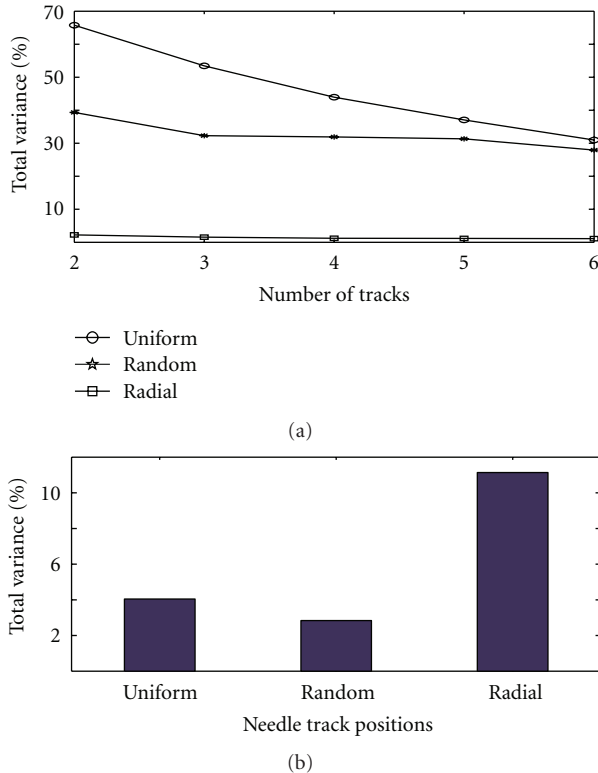 70
50
30
10
Total variance (%)
2 3 4 5 6
Number of tracks
Uniform
Random
Radial
(a)
10
6
2
Total variance (%)
Uniform Random Radial
Needle track positions
(b)